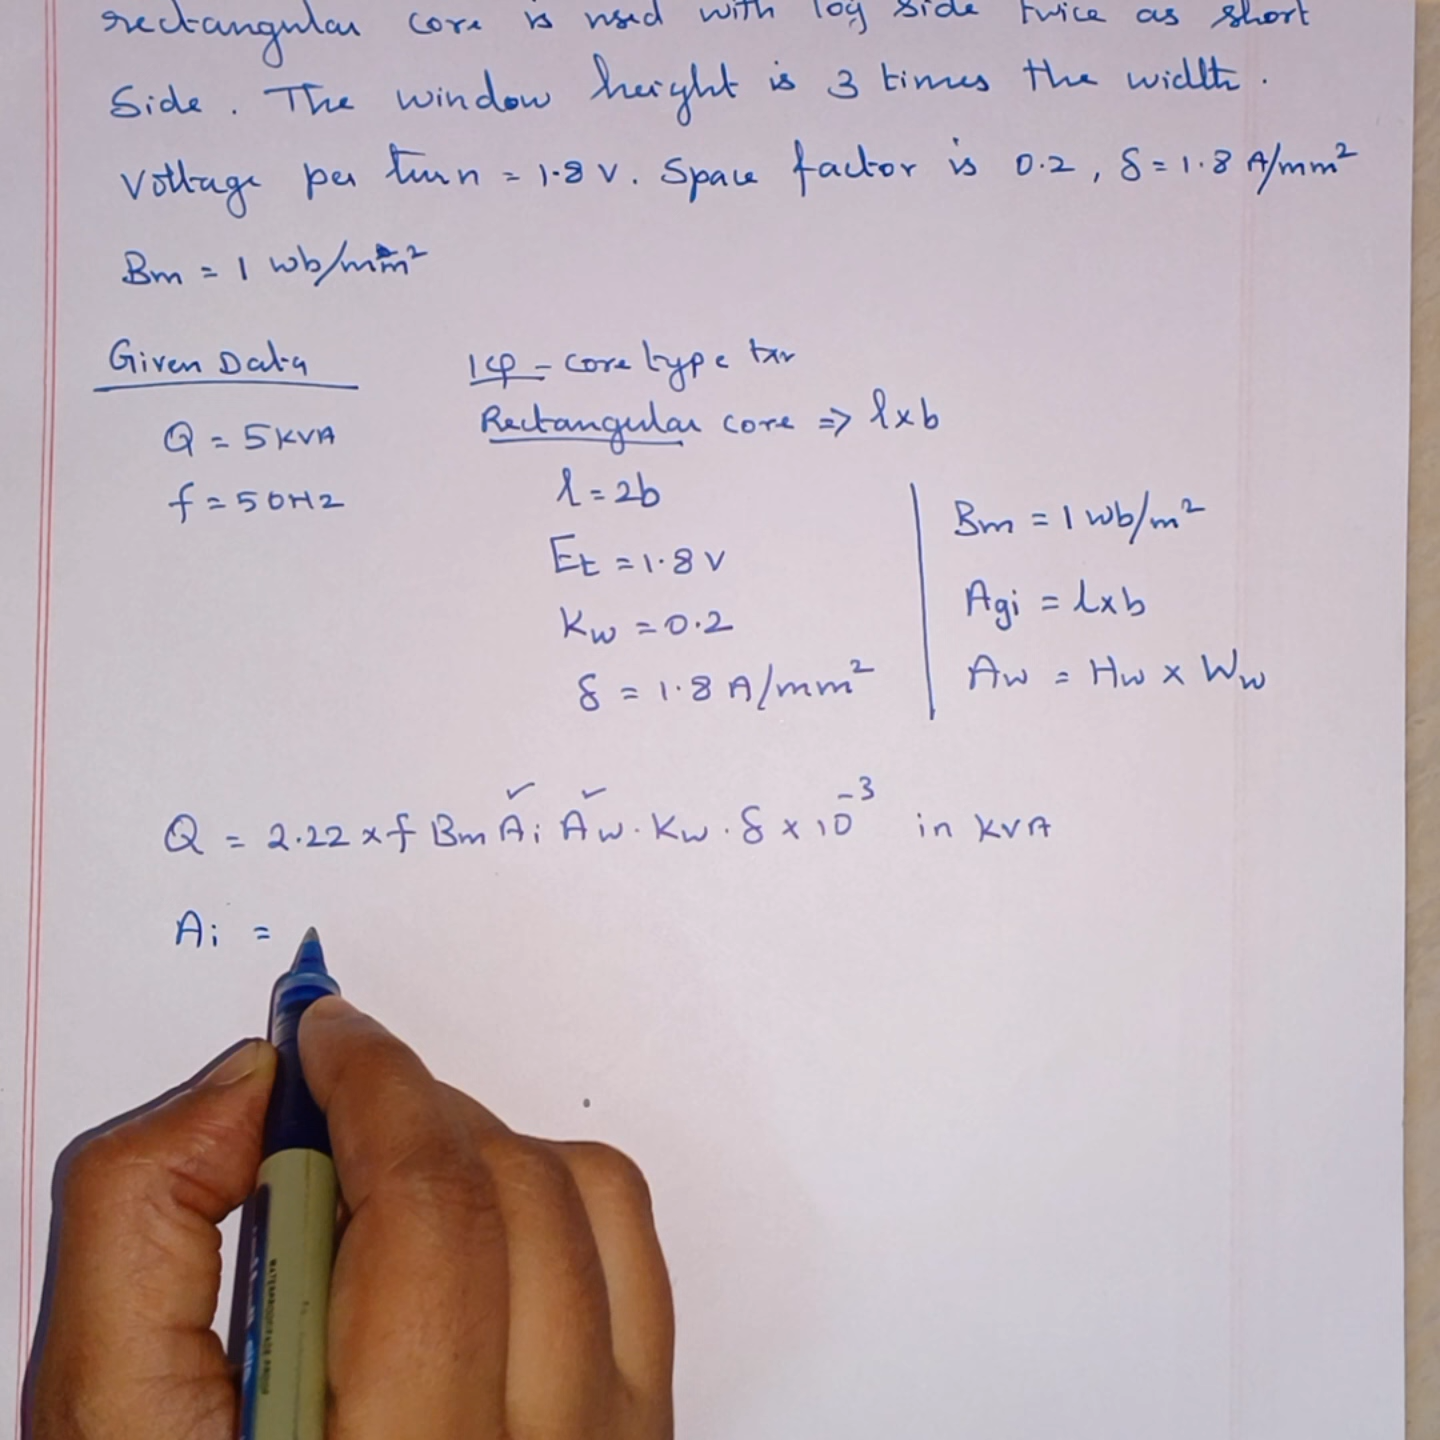 rectangular core is used with log side twice as short
Side. The window height is 3 times the width.
Voltage per turn = 1.8 V. Space factor is 0.2, δ = 1.8 A/mm²
Bm = 1 wb/mm²
Given Data
Q = 5KVA
f = 50HZ
1φ - core type txr
Rectangular core => l×b
l = 2b
Et = 1.8 V
Kw = 0.2
δ = 1.8 A/mm²
Bm = 1 wb/m²
Agi = l×b
Aw = Hw × Ww
Q = 2.22 × f Bm Ai Aw · Kw · δ × 10⁻³ in KVA
Ai =